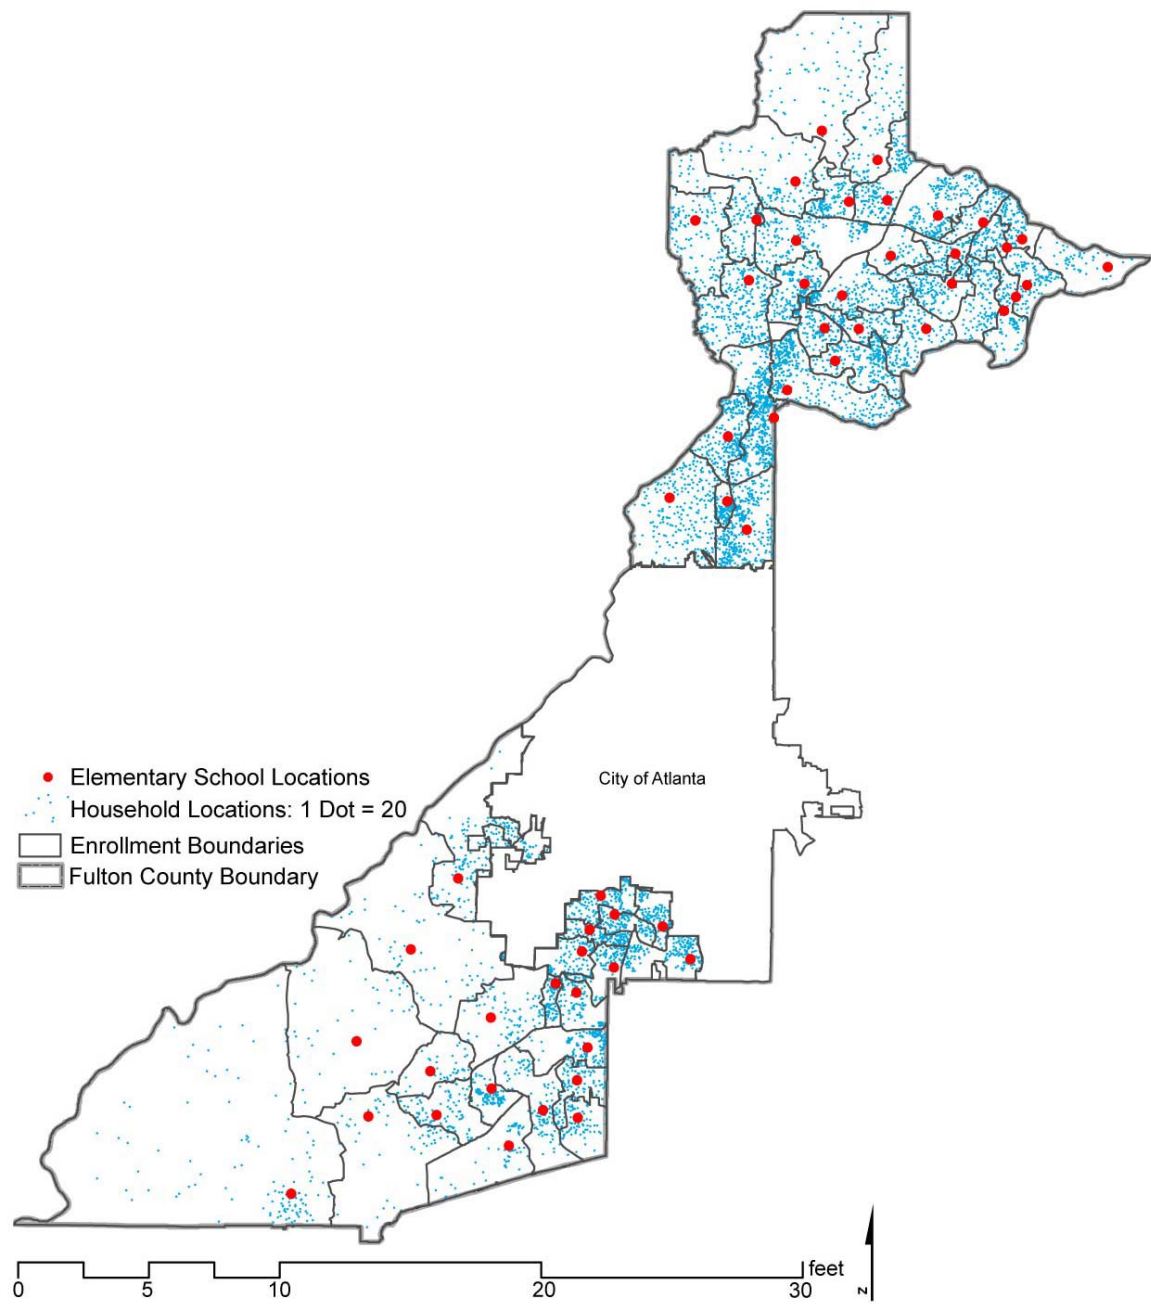 City of Atlanta
Elementary School Locations
Household Locations: 1 Dot = 20
Enrollment Boundaries
Fulton County Boundary
feet
0 5 10 20 30
N